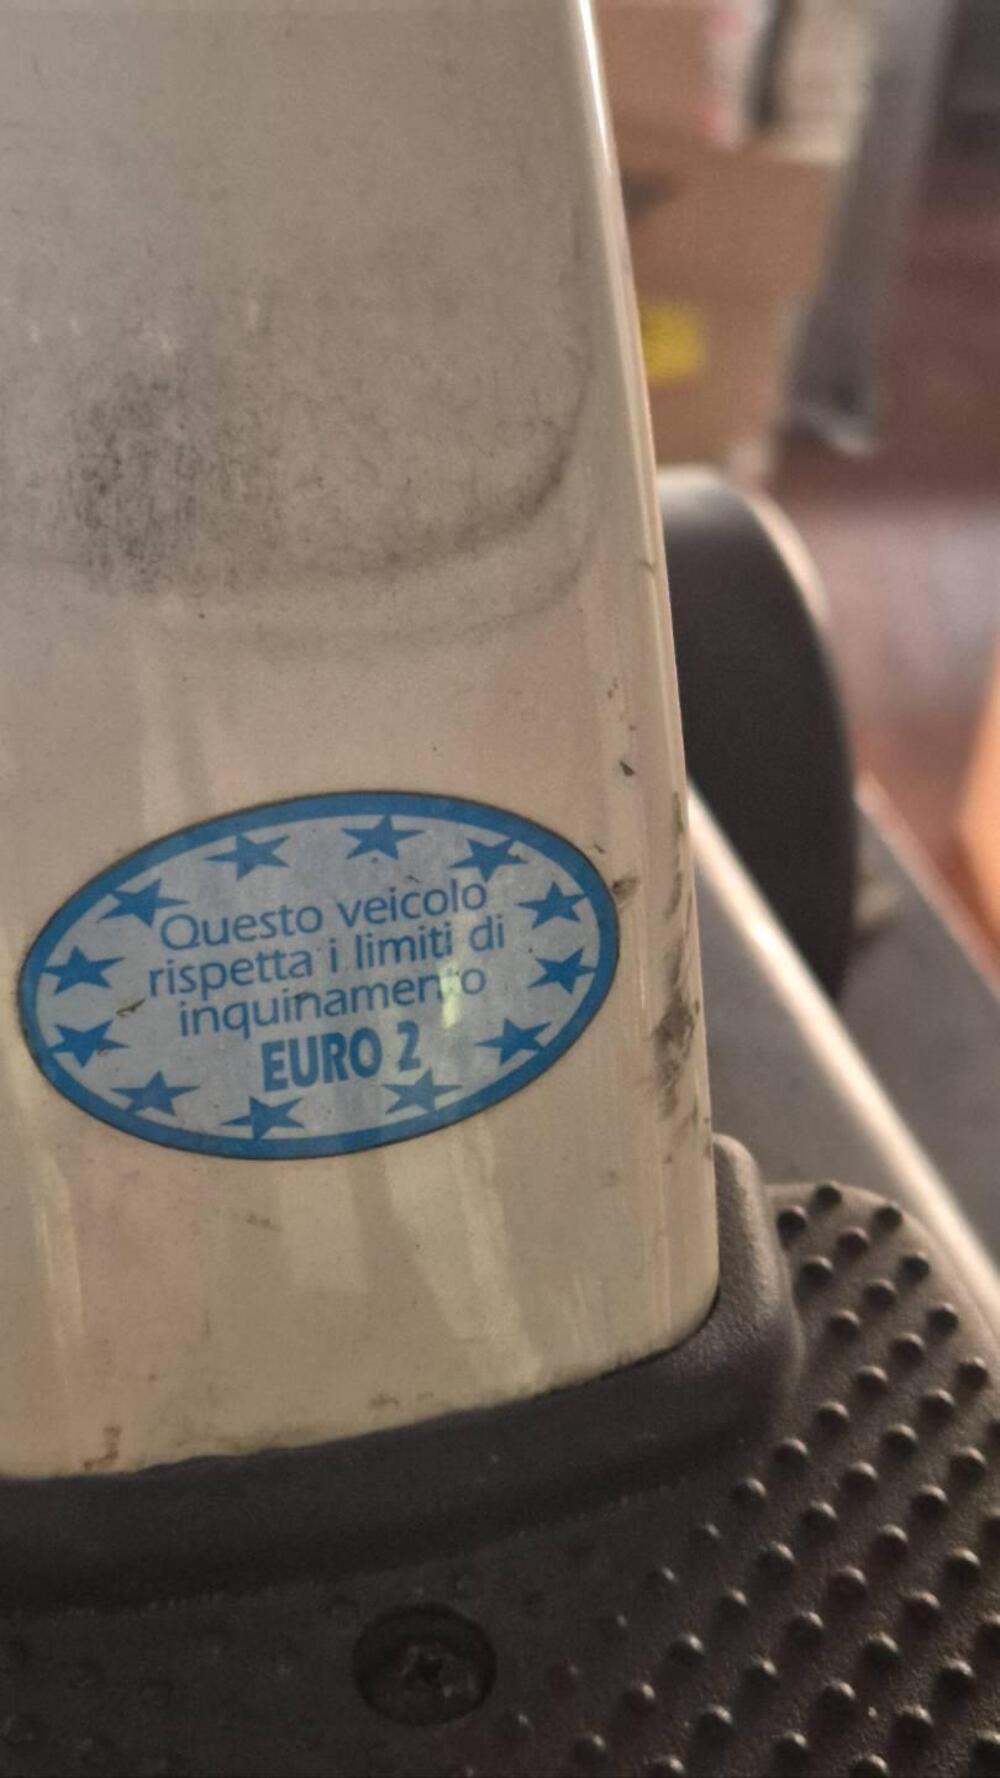 Questo veicolo
rispetta i limiti di
inquinamento
EURO 2